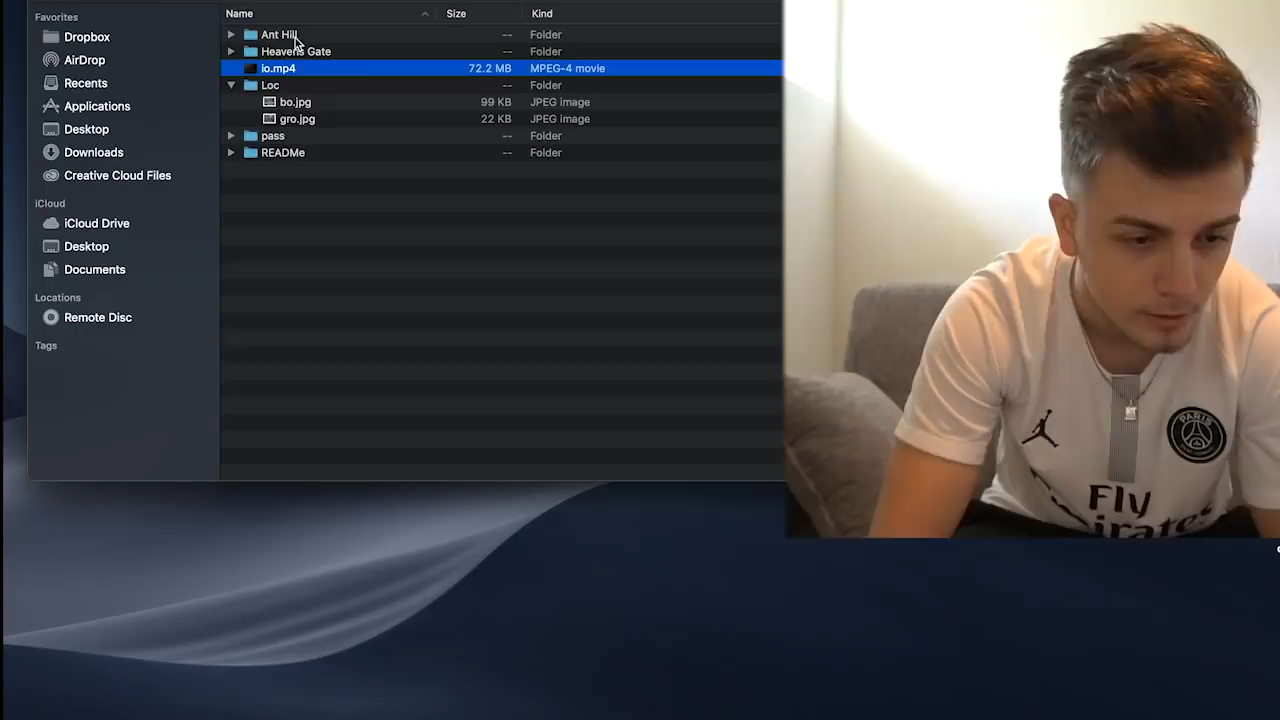 Favorites
Dropbox
AirDrop
Recents
Applications
Desktop
Downloads
Creative Cloud Files
iCloud
iCloud Drive
Desktop
Documents
Locations
Remote Disc
Tags
Name Size Kind
Ant Hill -- Folder
Heavens Gate -- Folder
io.mp4 72.2 MB MPEG-4 movie
Loc -- Folder
bo.jpg 99 KB JPEG image
gro.jpg 22 KB JPEG image
pass -- Folder
READMe -- Folder
PARIS
Fly
Emirates